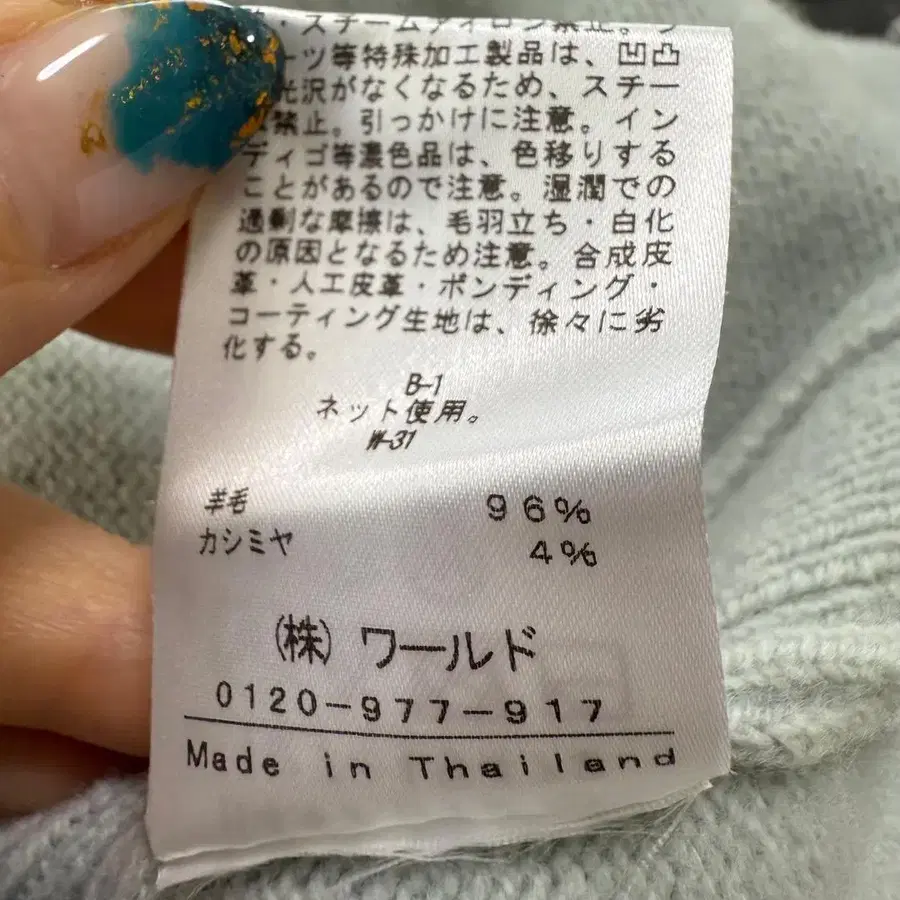 ・スチームアイロン禁止。
ーツ等特殊加工製品は、凹凸
光沢がなくなるため、スチー
禁止。引っかけに注意。イン
ディゴ等濃色品は、色移りする
ことがあるので注意。湿潤での
過剰な摩擦は、毛羽立ち・白化
の原因となるため注意。合成皮
革・人工皮革・ボンディング・
コーティング生地は、徐々に劣
化する。
B-1
ネット使用。
W-31
羊毛 96%
カシミヤ 4%
(株) ワールド
0120-977-917
Made in Thailand